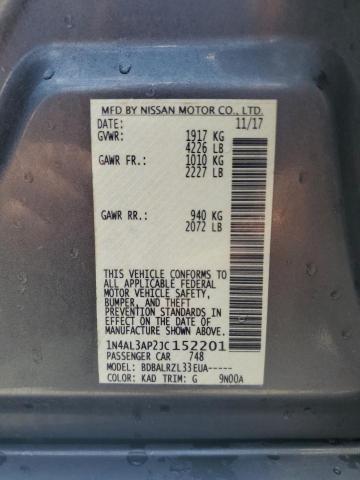 MFD BY NISSAN MOTOR CO., LTD.
DATE: 11/17
GVWR: 1917 KG
4226 LB
GAWR FR.: 1010 KG
2227 LB
GAWR RR.: 940 KG
2072 LB
THIS VEHICLE CONFORMS TO
ALL APPLICABLE FEDERAL
MOTOR VEHICLE SAFETY,
BUMPER, AND THEFT
PREVENTION STANDARDS IN
EFFECT ON THE DATE OF
MANUFACTURE SHOWN ABOVE.
1N4AL3AP2JC152201
PASSENGER CAR 748
MODEL: BDBALRZL33EUA-----
COLOR: KAD TRIM: G 9N00A